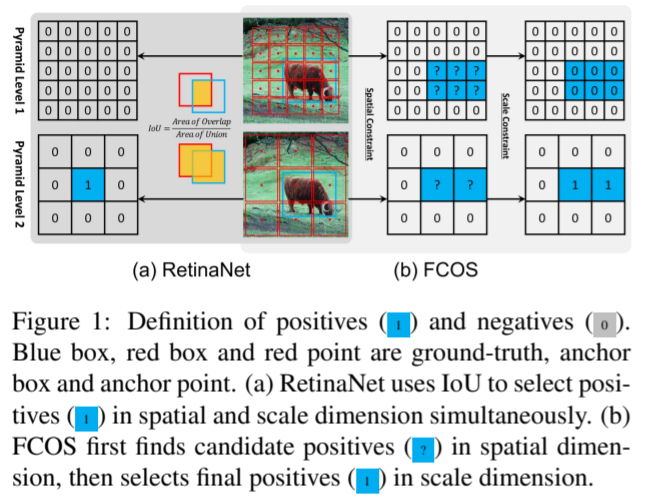 Pyramid Level 1
0 0 0 0 0
0 0 0 0 0
0 0 0 0 0
0 0 0 0 0
0 0 0 0 0
Pyramid Level 2
0 0 0
0 1 0
0 0 0
IoU = Area of Overlap / Area of Union
Spatial Constraint
0 0 0 0 0
0 0 0 0 0
0 0 ? ? ?
0 0 ? ? ?
0 0 0 0 0
0 0 0
0 ? ?
0 0 0
Scale Constraint
0 0 0 0 0
0 0 0 0 0
0 0 0 0 0
0 0 0 0 0
0 0 0 0 0
0 0 0
0 1 1
0 0 0
(a) RetinaNet
(b) FCOS
Figure 1: Definition of positives ( 1 ) and negatives ( 0 ).
Blue box, red box and red point are ground-truth, anchor
box and anchor point. (a) RetinaNet uses IoU to select posi-
tives ( 1 ) in spatial and scale dimension simultaneously. (b)
FCOS first finds candidate positives ( ? ) in spatial dimen-
sion, then selects final positives ( 1 ) in scale dimension.